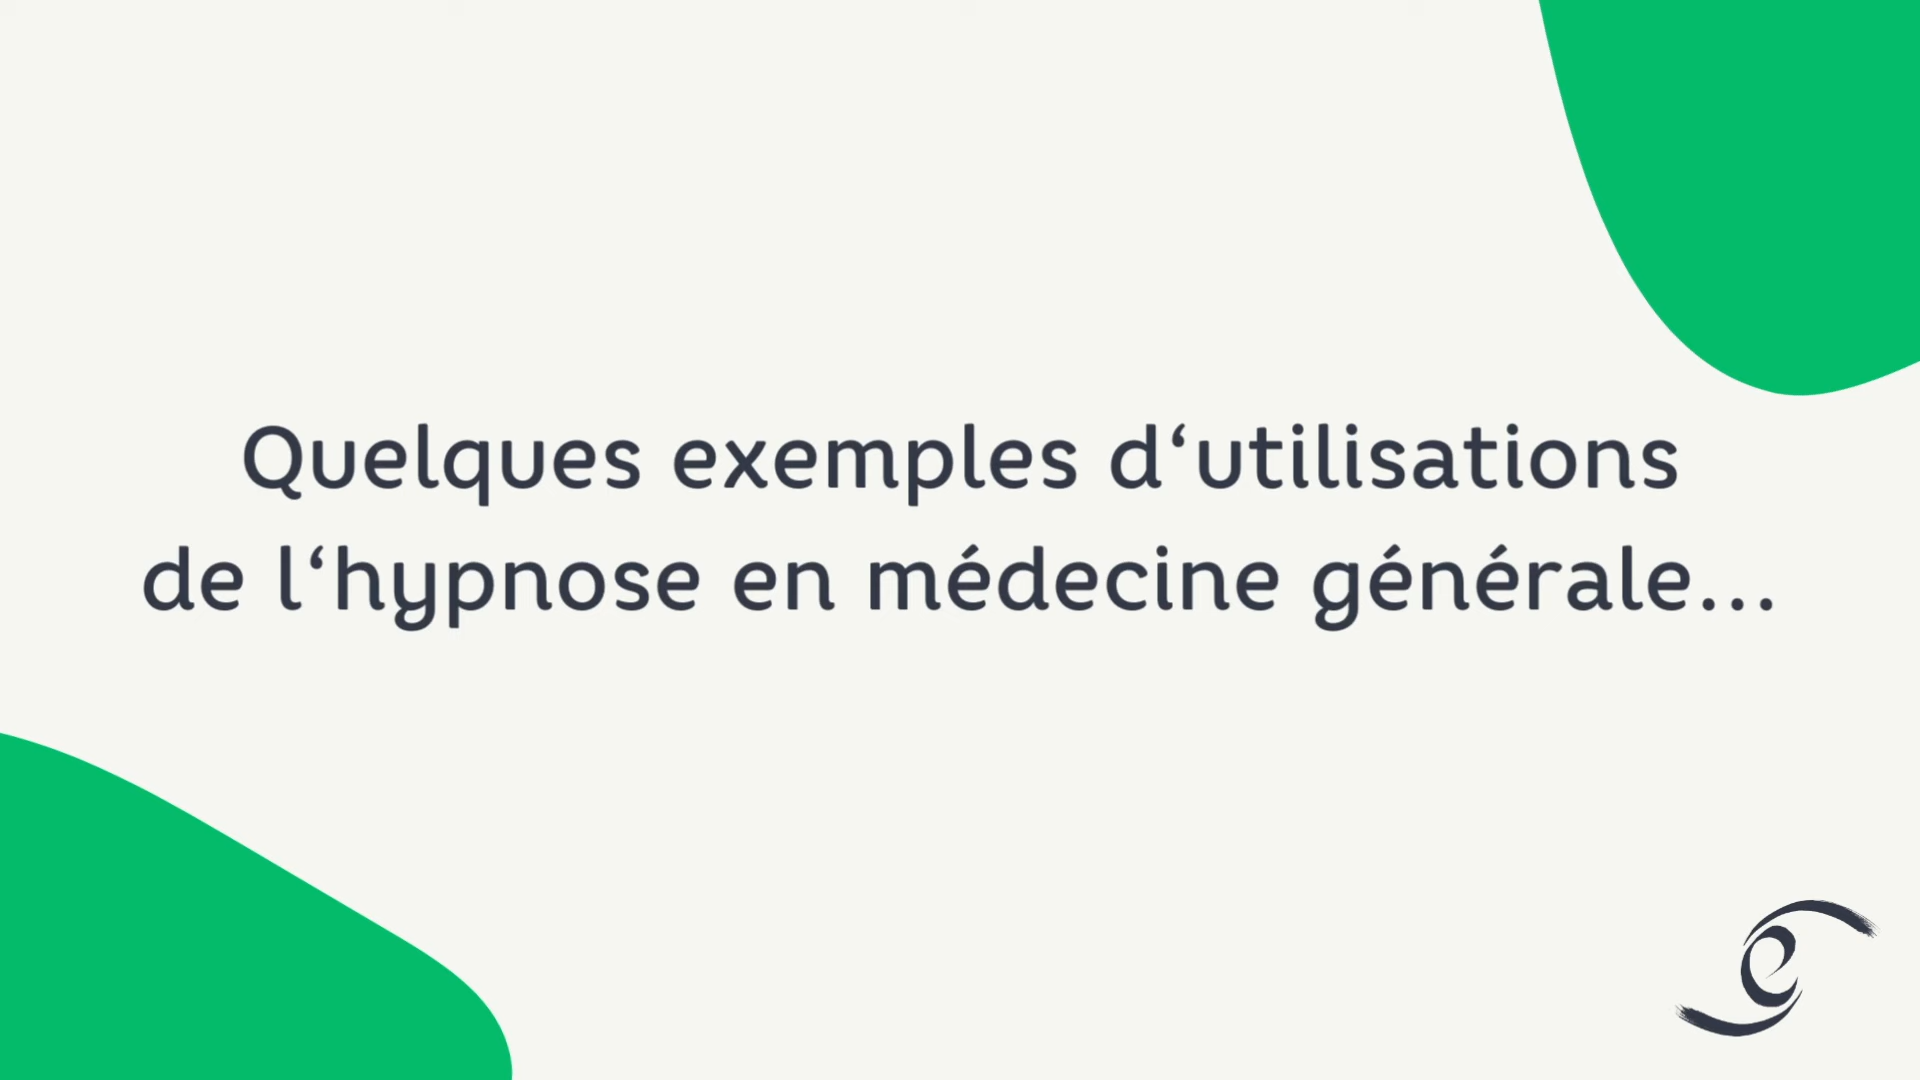 Quelques exemples d‘utilisations
de l‘hypnose en médecine générale...